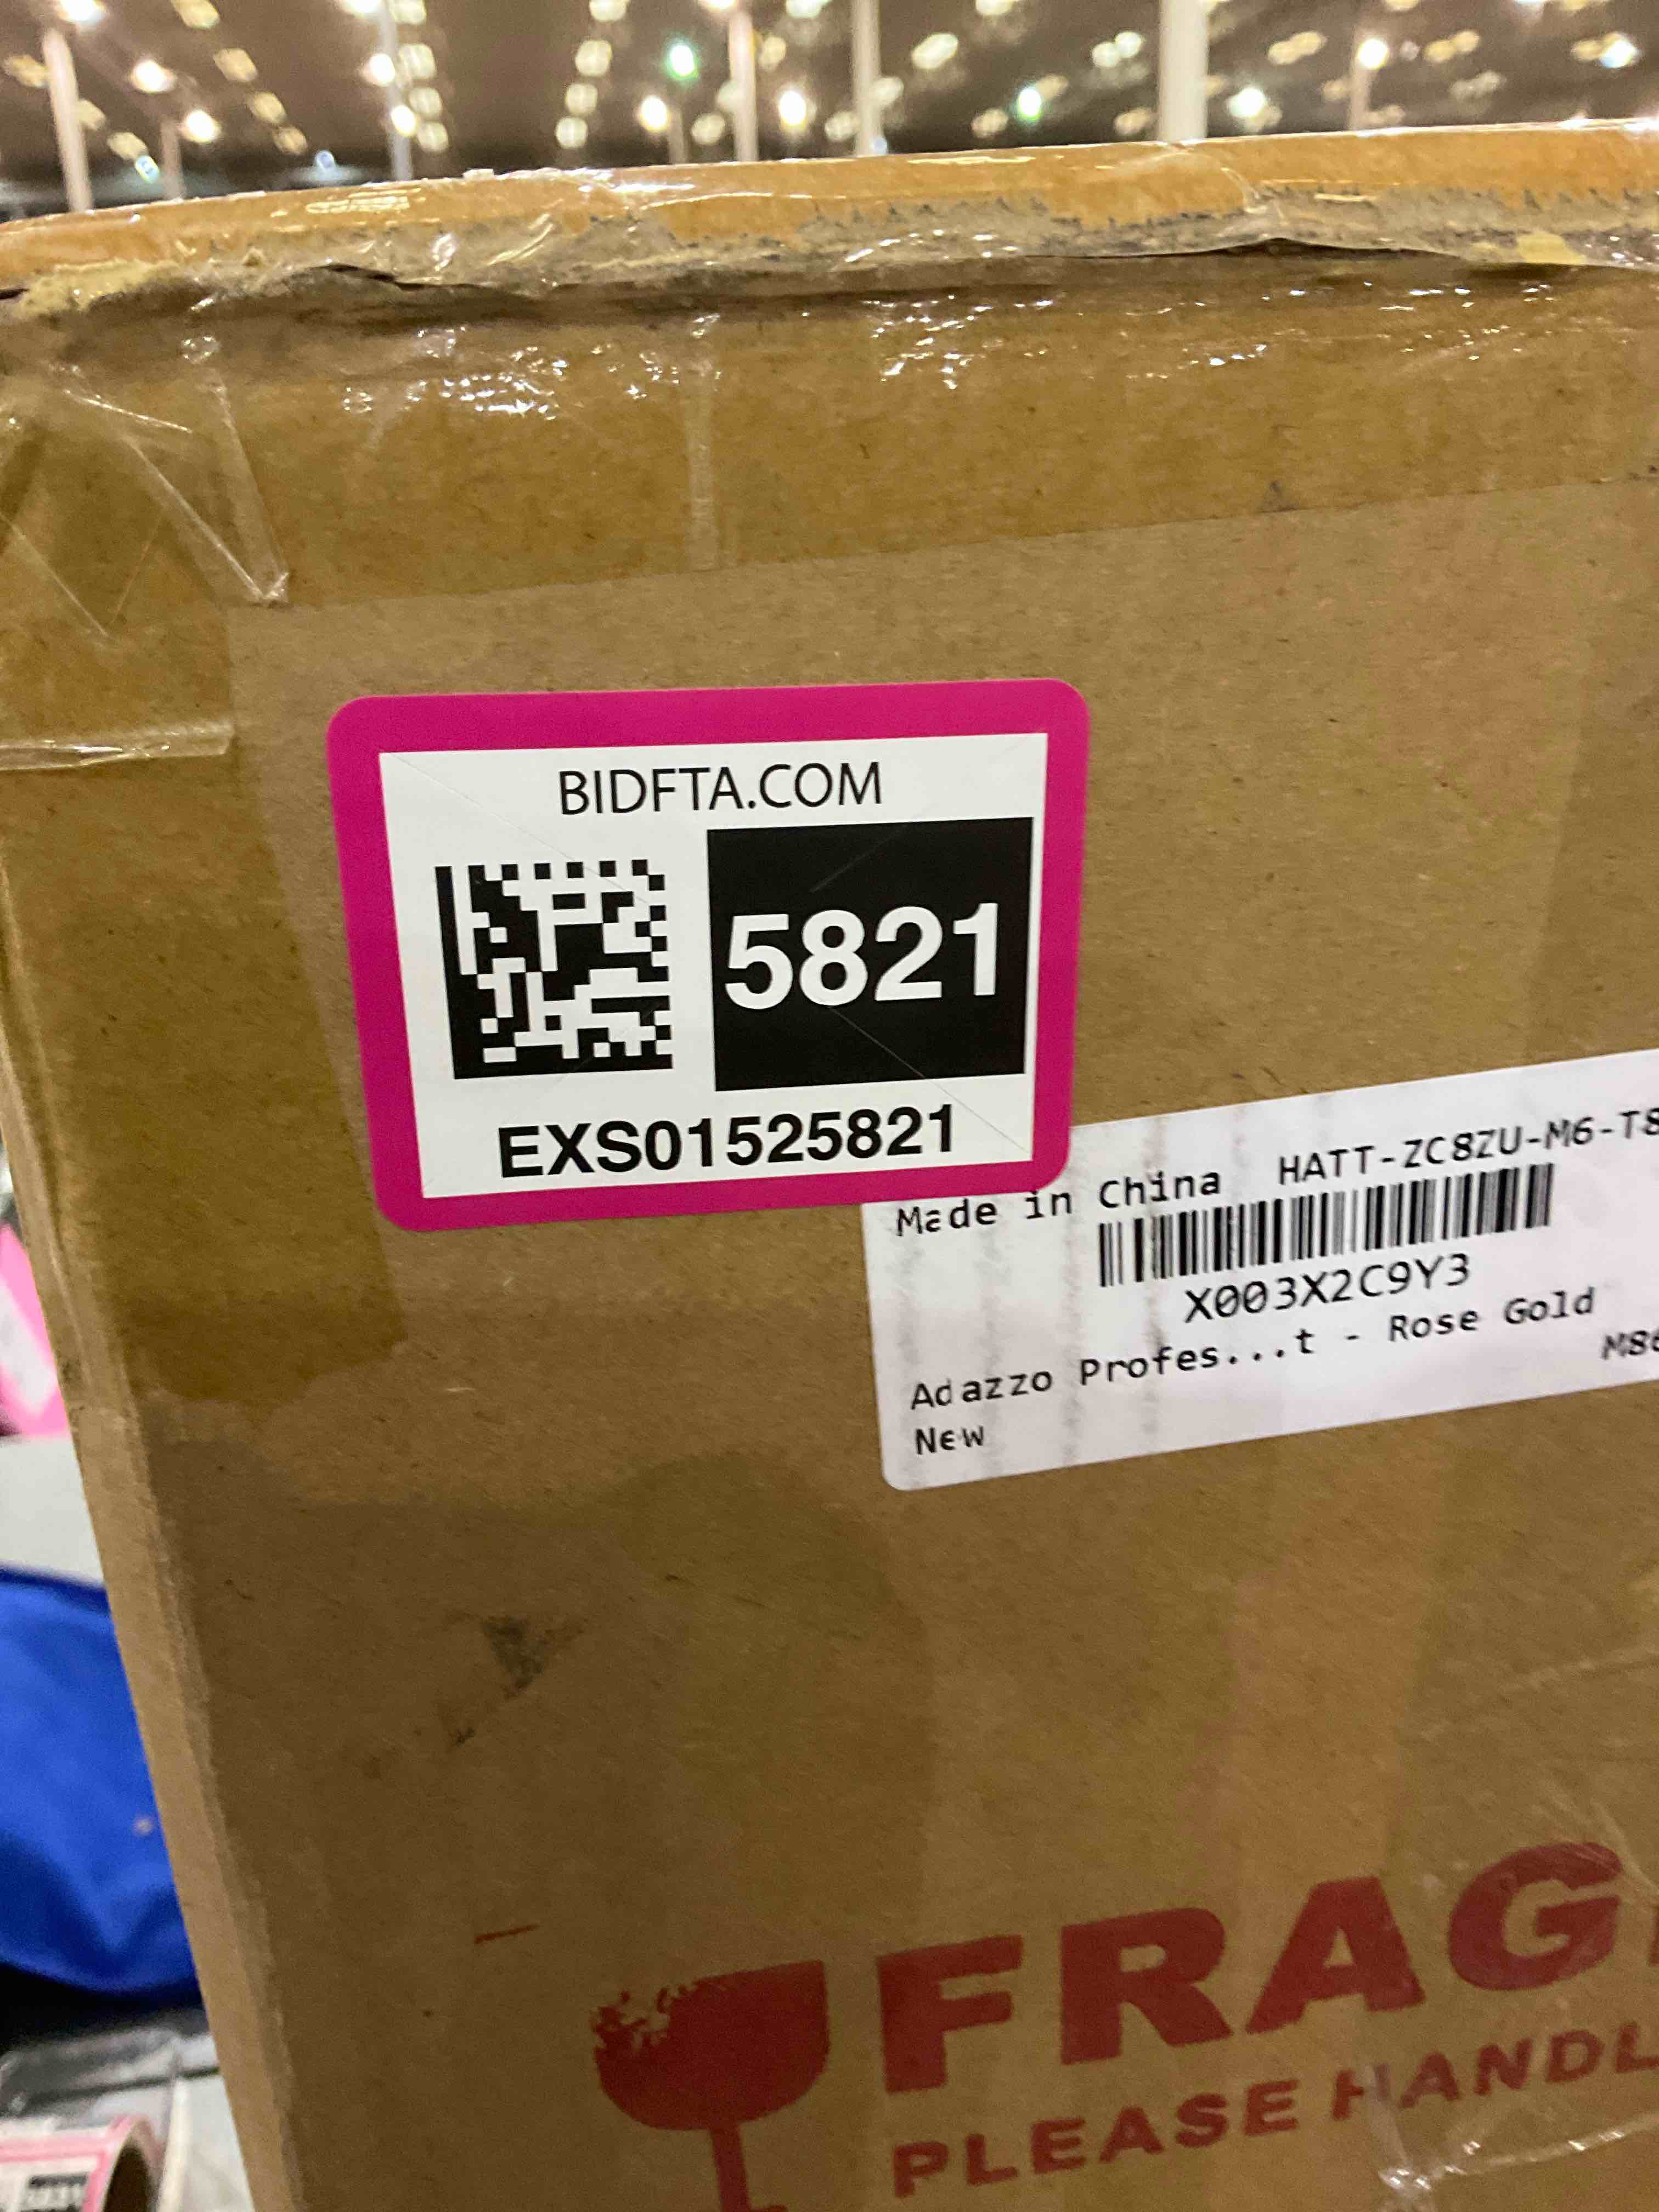 BIDFTA.COM
5821
EXS01525821
Made in China HATT-ZC8ZU-M6-T8
X003X2C9Y3
Adazzo Profes...t - Rose Gold
New
M86
FRAG
PLEASE HANDL